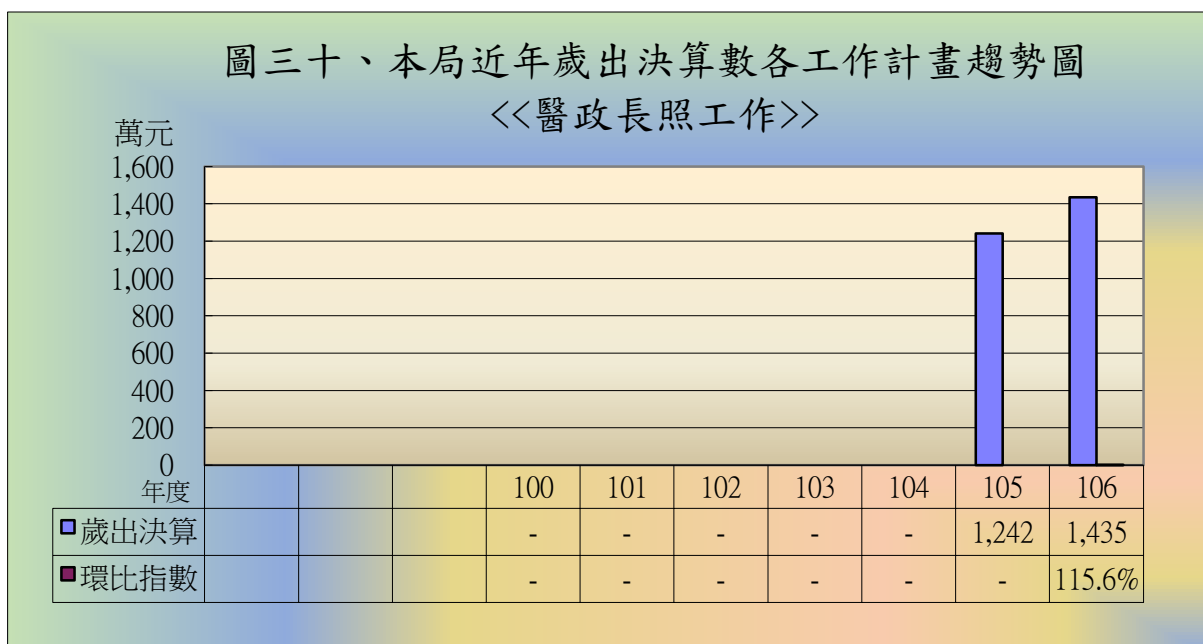 圖三十、本局近年歲出決算數各工作計畫趨勢圖
<<醫政長照工作>>
萬元
1,600
1,400
1,200
1,000
800
600
400
200
0
年度 100 101 102 103 104 105 106
歲出決算 - - - - - 1,242 1,435
環比指數 - - - - - - 115.6%